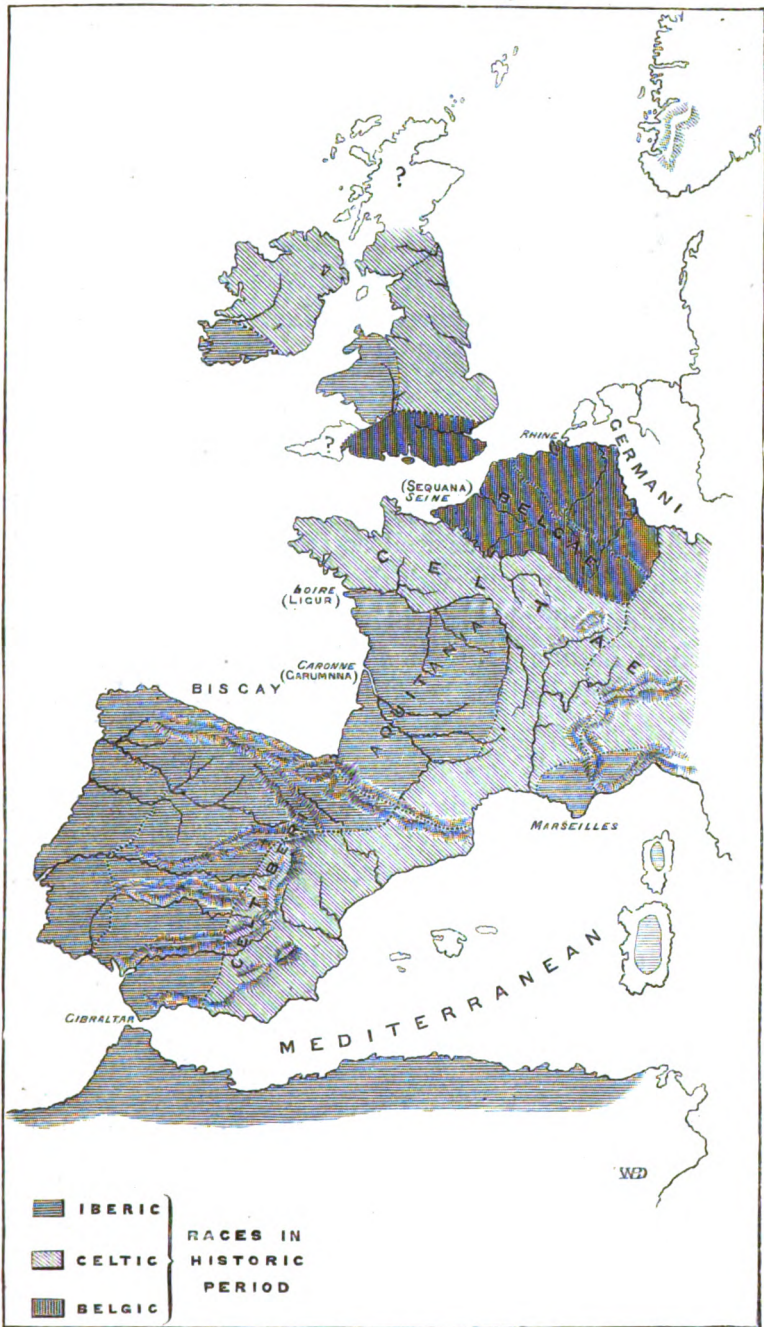 ?
?
RHINE
GERMANI
(SEQUANA)
SEINE
BELGAE
CELTAE
LOIRE
(LIGUR)
AQUITANIA
GARONNE
(GARUMNNA)
BISCAY
MARSEILLES
CELTIBERI
GIBRALTAR
MEDITERRANEAN
WBD
IBERIC
CELTIC
BELGIC
RACES IN
HISTORIC
PERIOD